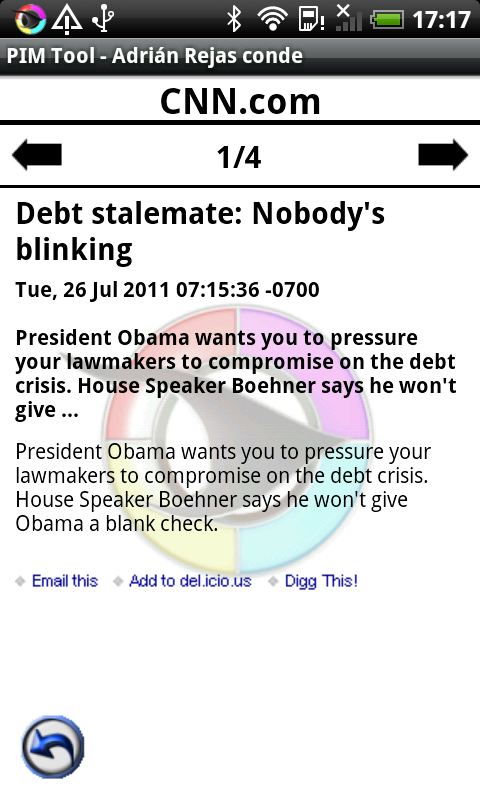 17:17
PIM Tool - Adrián Rejas conde
CNN.com
1/4
Debt stalemate: Nobody's
blinking
Tue, 26 Jul 2011 07:15:36 -0700
President Obama wants you to pressure
your lawmakers to compromise on the debt
crisis. House Speaker Boehner says he won't
give ...
President Obama wants you to pressure your
lawmakers to compromise on the debt crisis.
House Speaker Boehner says he won't give
Obama a blank check.
Email this Add to del.icio.us Digg This!